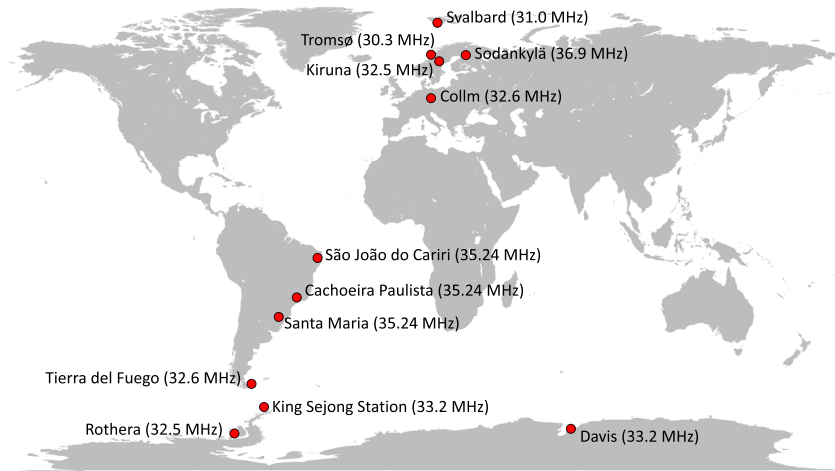 Svalbard (31.0 MHz)
Tromsø (30.3 MHz)
Sodankylä (36.9 MHz)
Kiruna (32.5 MHz)
Collm (32.6 MHz)
São João do Cariri (35.24 MHz)
Cachoeira Paulista (35.24 MHz)
Santa Maria (35.24 MHz)
Tierra del Fuego (32.6 MHz)
King Sejong Station (33.2 MHz)
Rothera (32.5 MHz)
Davis (33.2 MHz)